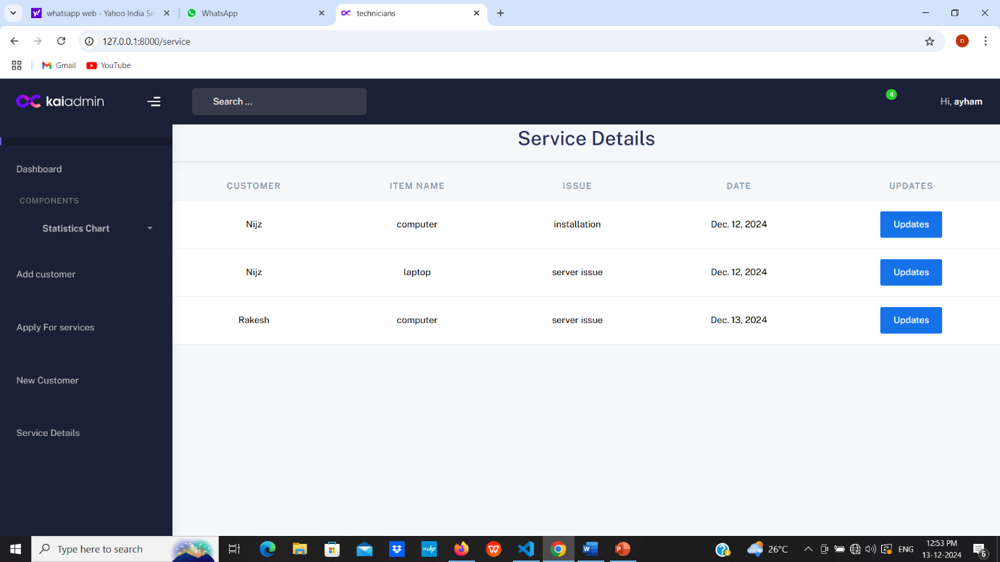 whatsapp web - Yahoo India Se
WhatsApp
technicians
127.0.0.1:8000/service
n
Gmail
YouTube
kaiadmin
Search ...
4
Hi, ayham
Service Details
Dashboard
COMPONENTS
Statistics Chart
Add customer
Apply For services
New Customer
Service Details
CUSTOMER ITEM NAME ISSUE DATE UPDATES
Nijz computer installation Dec. 12, 2024 Updates
Nijz laptop server issue Dec. 12, 2024 Updates
Rakesh computer server issue Dec. 13, 2024 Updates
Type here to search
myhp
26°C
ENG
12:53 PM
13-12-2024
6